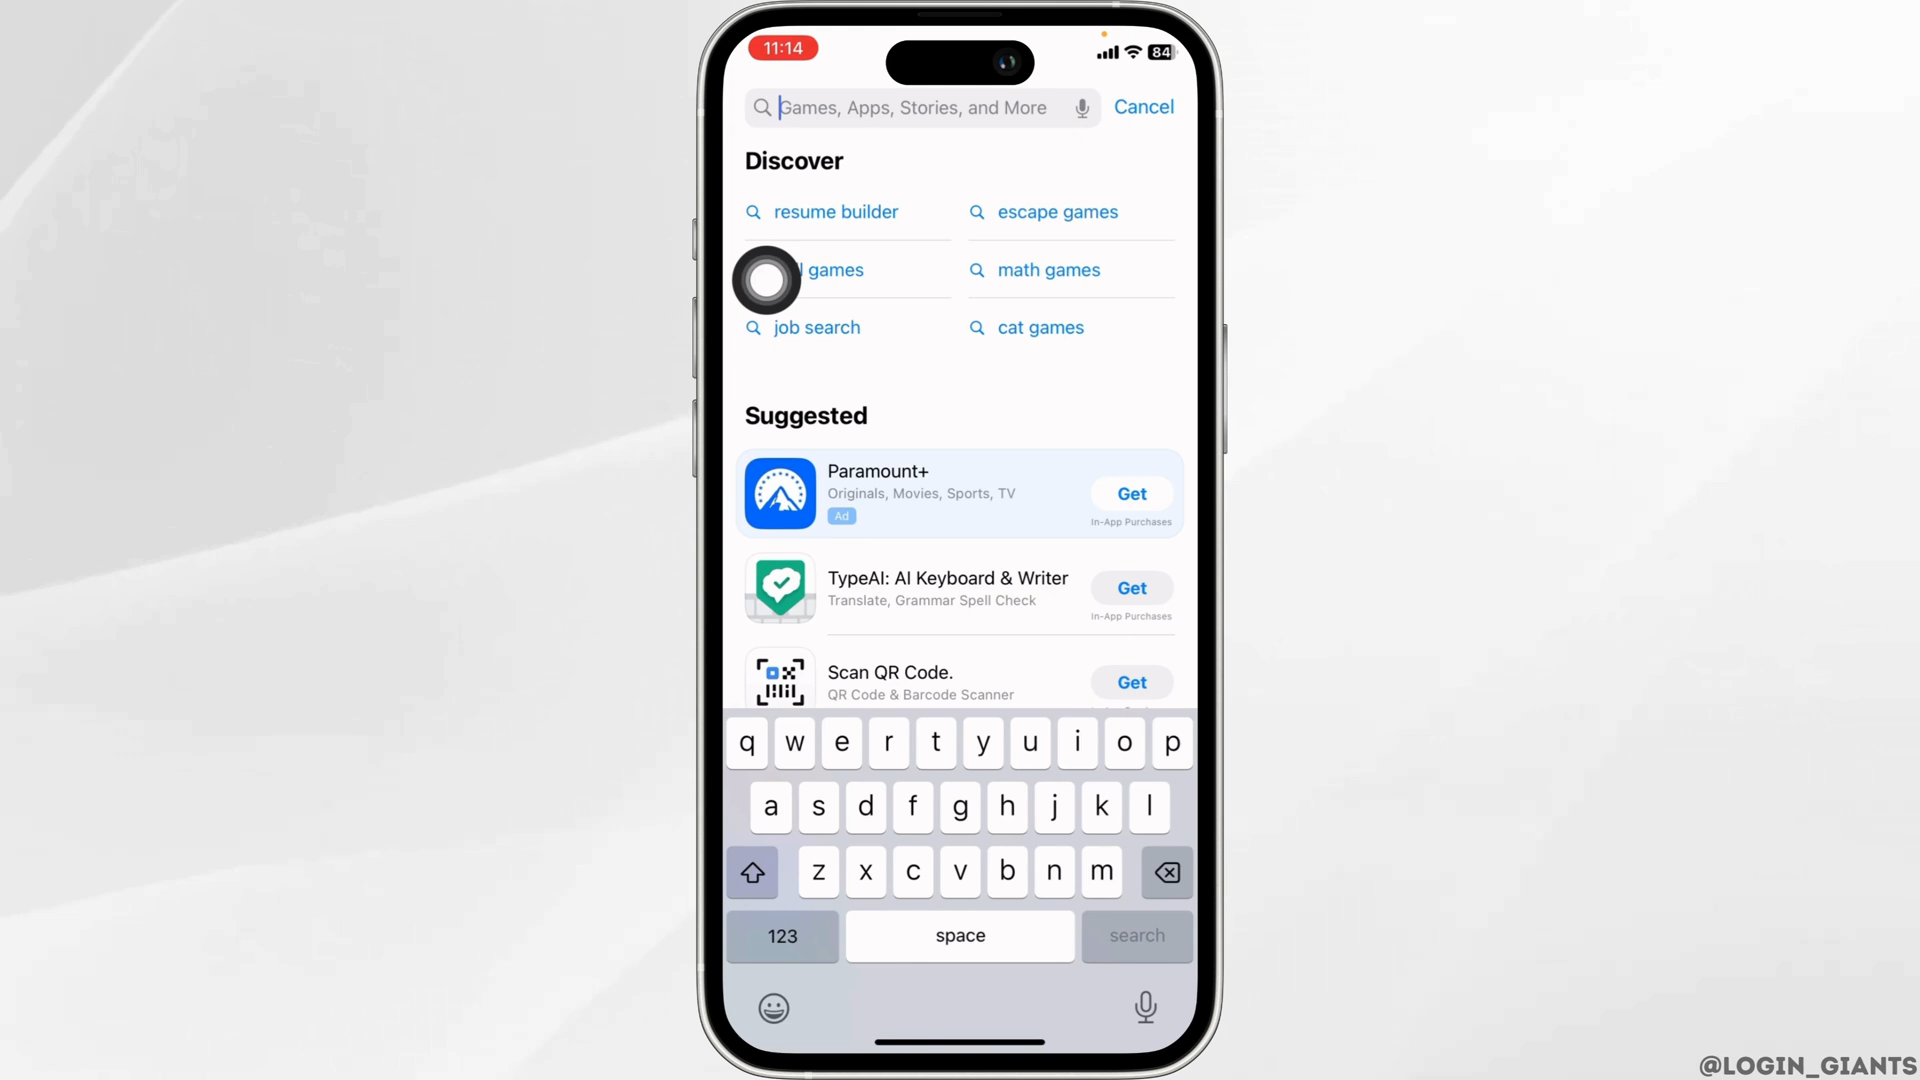 11:14
84
Games, Apps, Stories, and More
Cancel
Discover
resume builder
escape games
games
math games
job search
cat games
Suggested
Paramount+
Originals, Movies, Sports, TV
Ad
Get
In-App Purchases
TypeAI: AI Keyboard & Writer
Translate, Grammar Spell Check
Get
In-App Purchases
Scan QR Code.
QR Code & Barcode Scanner
Get
q w e r t y u i o p
a s d f g h j k l
z x c v b n m
123
space
search
@LOGIN_GIANTS